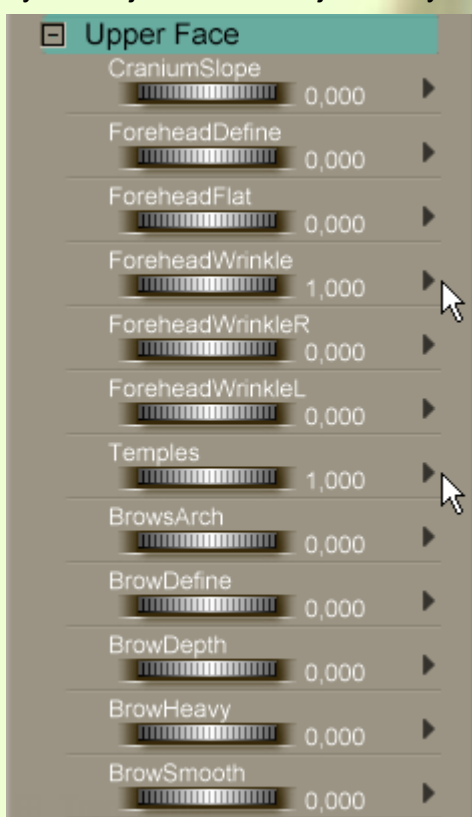 Upper Face
CraniumSlope
0,000
ForeheadDefine
0,000
ForeheadFlat
0,000
ForeheadWrinkle
1,000
ForeheadWrinkleR
0,000
ForeheadWrinkleL
0,000
Temples
1,000
BrowsArch
0,000
BrowDefine
0,000
BrowDepth
0,000
BrowHeavy
0,000
BrowSmooth
0,000